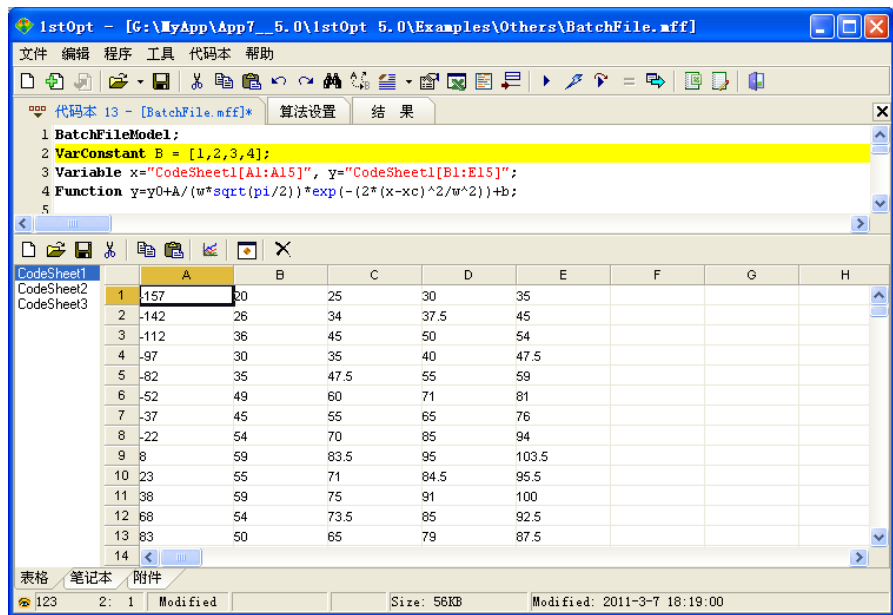 1stOpt - [G:\MyApp\App7__5.0\1stOpt 5.0\Examples\Others\BatchFile.mff]
文件 编辑 程序 工具 代码本 帮助
代码本 13 - [BatchFile.mff]* 算法设置 结 果
1 BatchFileModel;
2 VarConstant B = [1,2,3,4];
3 Variable x="CodeSheet1[A1:A15]", y="CodeSheet1[B1:E15]";
4 Function y=y0+A/(w*sqrt(pi/2))*exp(-(2*(x-xc)^2/w^2))+b;
5
CodeSheet1
CodeSheet2
CodeSheet3
A B C D E F G H
1 -157 20 25 30 35
2 -142 26 34 37.5 45
3 -112 36 45 50 54
4 -97 30 35 40 47.5
5 -82 35 47.5 55 59
6 -52 49 60 71 81
7 -37 45 55 65 76
8 -22 54 70 85 94
9 8 59 83.5 95 103.5
10 23 55 71 84.5 95.5
11 38 59 75 91 100
12 68 54 73.5 85 92.5
13 83 50 65 79 87.5
14
表格 笔记本 附件
123 2: 1 Modified Size: 56KB Modified: 2011-3-7 18:19:00